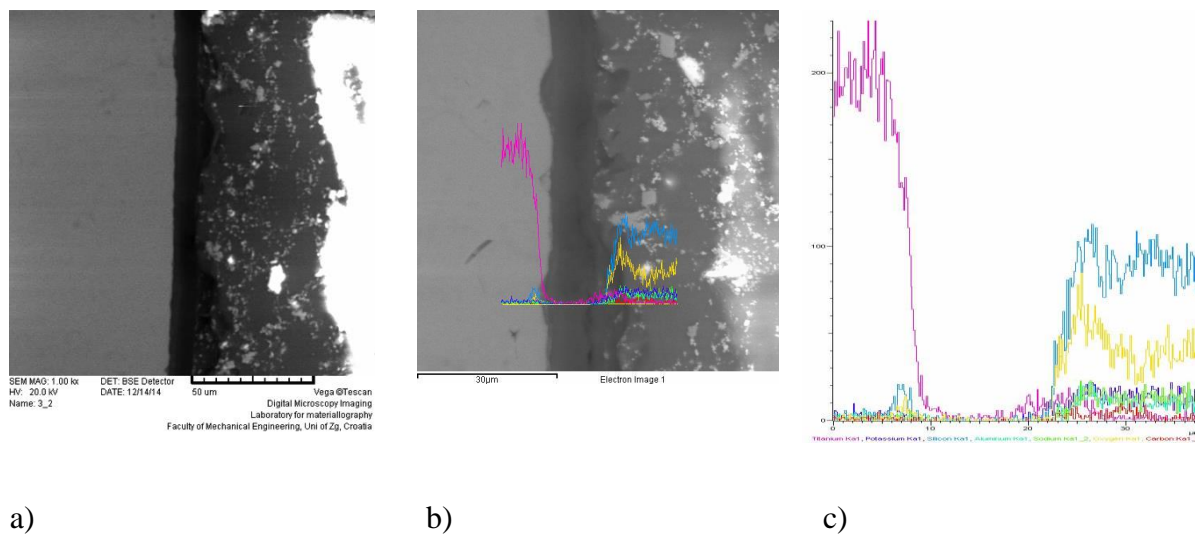 SEM MAG: 1.00 kx DET: BSE Detector
HV: 20.0 kV DATE: 12/14/14 50 um Vega ©Tescan
Name: 3_2 Digital Microscopy Imaging
Laboratory for materiallography
Faculty of Mechanical Engineering, Uni of Zg, Croatia
30µm Electron Image 1
200
100
0
0 10 20 30
Titanium Ka1, Potassium Ka1, Silicon Ka1, Aluminum Ka1, Sodium Ka1_2, Oxygen Ka1, Carbon Ka1_
a) b) c)